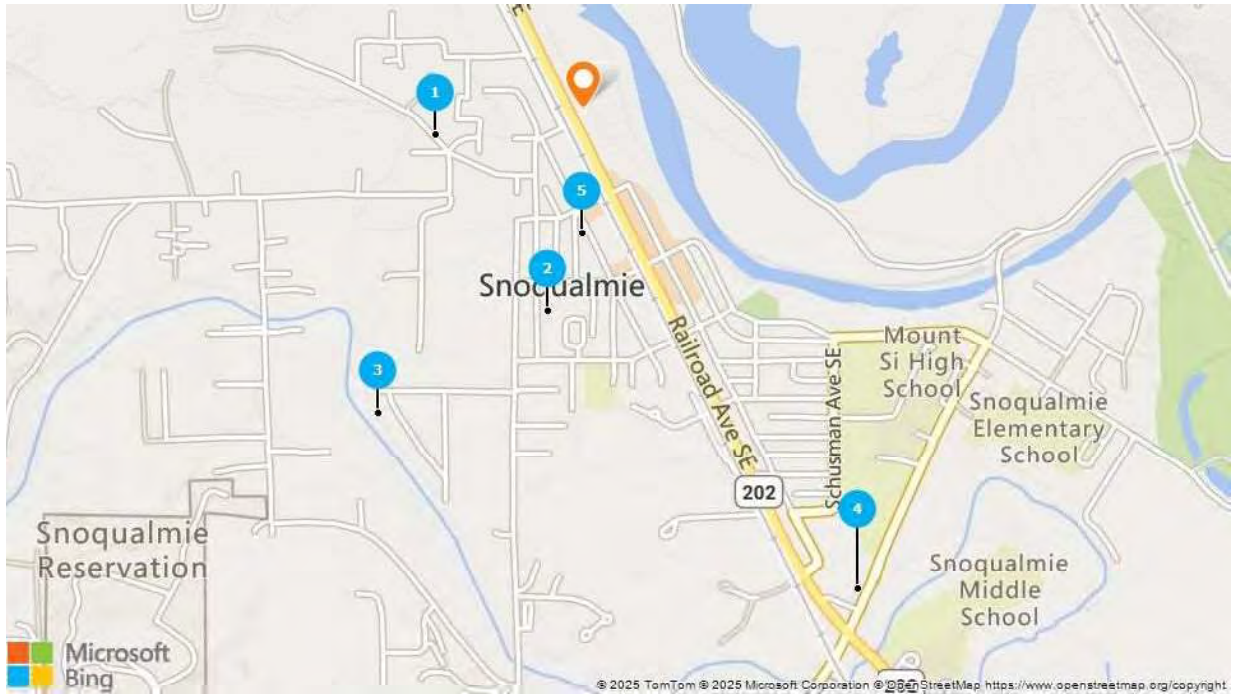 SE
1
5
2
Snoqualmie
3
Railroad Ave SE
Schusman Ave SE
Mount
Si High
School
Snoqualmie
Elementary
School
202
4
Snoqualmie
Reservation
Snoqualmie
Middle
School
Microsoft
Bing
© 2025 TomTom © 2025 Microsoft Corporation © OpenStreetMap https://www.openstreetmap.org/copyright